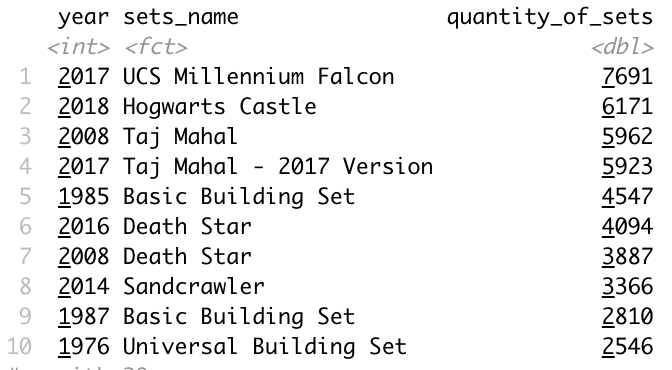 year sets_name quantity_of_sets
<int> <fct> <dbl>
1 2017 UCS Millennium Falcon 7691
2 2018 Hogwarts Castle 6171
3 2008 Taj Mahal 5962
4 2017 Taj Mahal - 2017 Version 5923
5 1985 Basic Building Set 4547
6 2016 Death Star 4094
7 2008 Death Star 3887
8 2014 Sandcrawler 3366
9 1987 Basic Building Set 2810
10 1976 Universal Building Set 2546